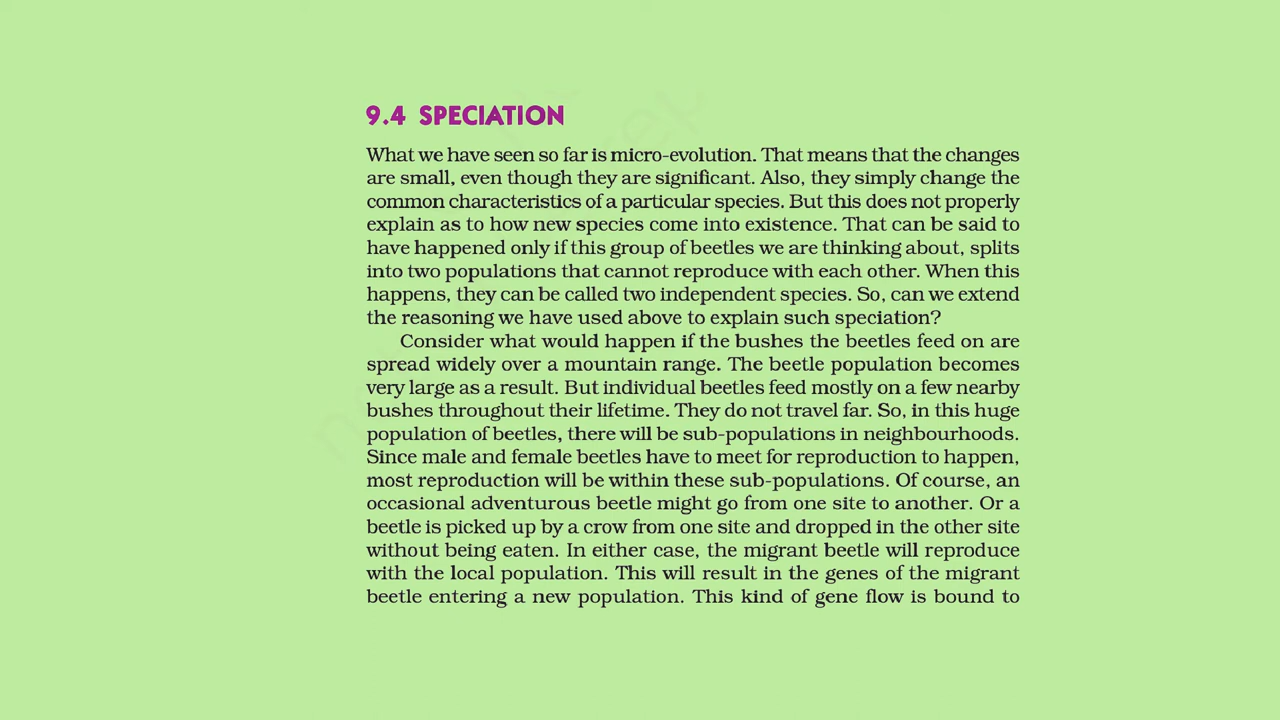 9.4 SPECIATION
What we have seen so far is micro-evolution. That means that the changes
are small, even though they are significant. Also, they simply change the
common characteristics of a particular species. But this does not properly
explain as to how new species come into existence. That can be said to
have happened only if this group of beetles we are thinking about, splits
into two populations that cannot reproduce with each other. When this
happens, they can be called two independent species. So, can we extend
the reasoning we have used above to explain such speciation?
Consider what would happen if the bushes the beetles feed on are
spread widely over a mountain range. The beetle population becomes
very large as a result. But individual beetles feed mostly on a few nearby
bushes throughout their lifetime. They do not travel far. So, in this huge
population of beetles, there will be sub-populations in neighbourhoods.
Since male and female beetles have to meet for reproduction to happen,
most reproduction will be within these sub-populations. Of course, an
occasional adventurous beetle might go from one site to another. Or a
beetle is picked up by a crow from one site and dropped in the other site
without being eaten. In either case, the migrant beetle will reproduce
with the local population. This will result in the genes of the migrant
beetle entering a new population. This kind of gene flow is bound to